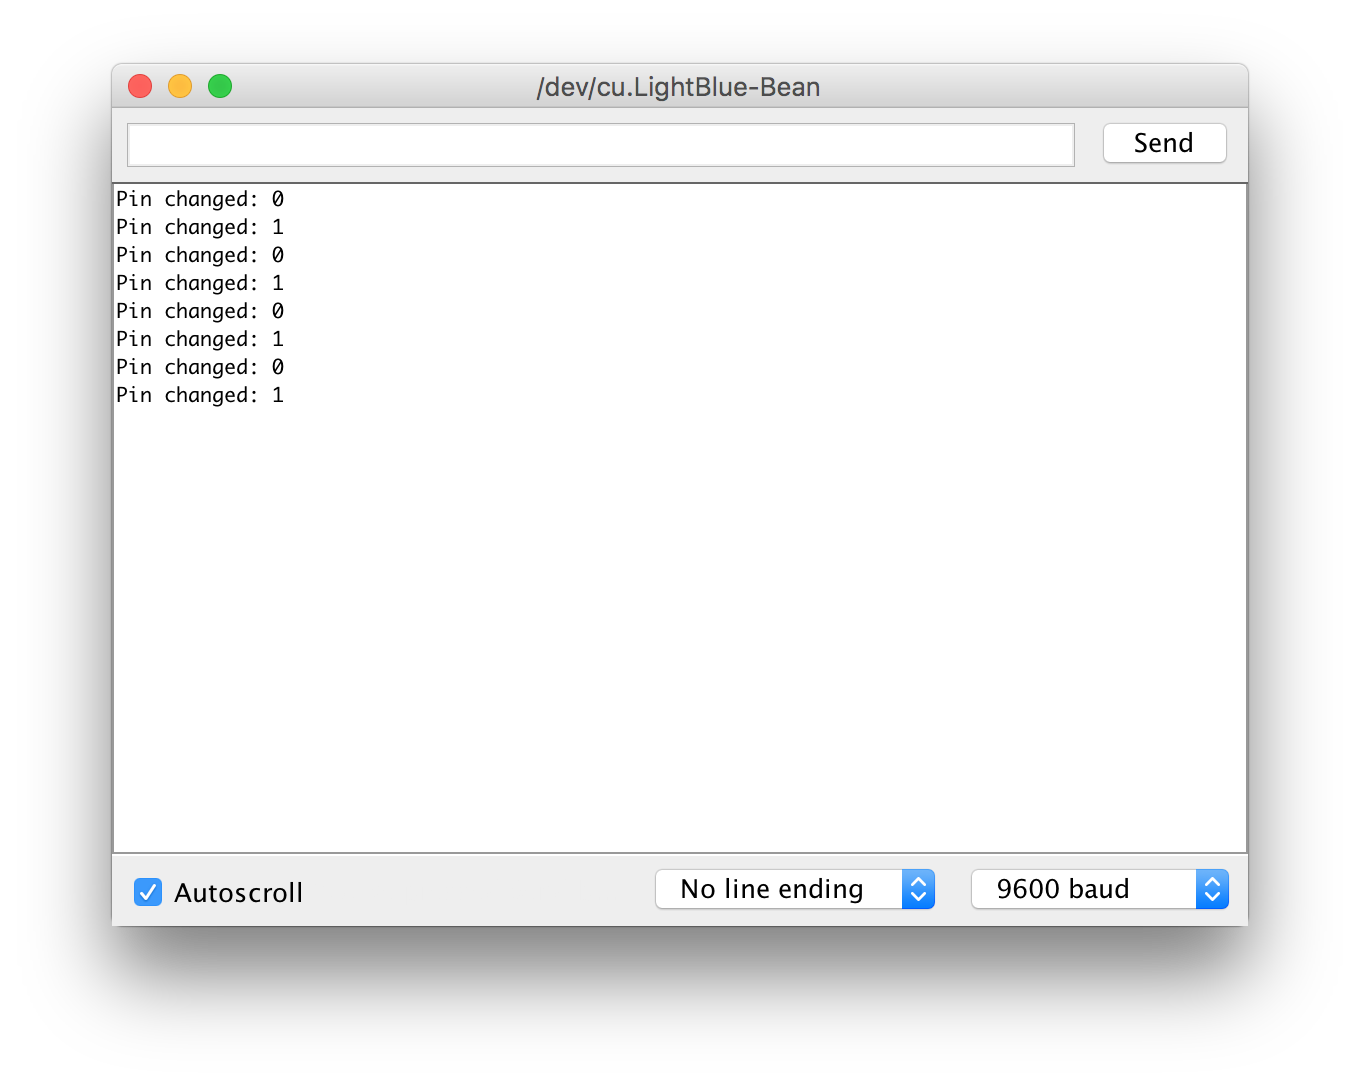 /dev/cu.LightBlue-Bean
Send
Pin changed: 0
Pin changed: 1
Pin changed: 0
Pin changed: 1
Pin changed: 0
Pin changed: 1
Pin changed: 0
Pin changed: 1
Autoscroll
No line ending
9600 baud